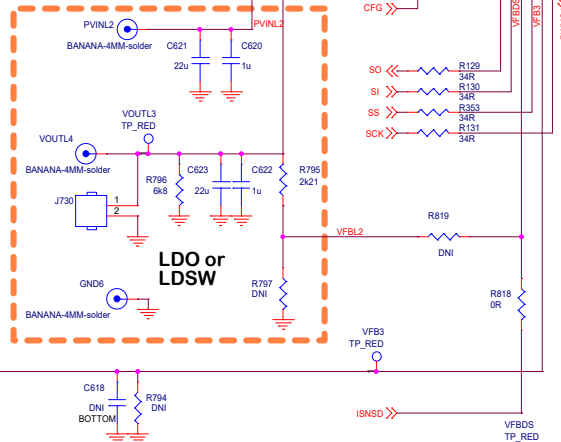 CFG
VFBDS
VFB3
PVINL2
PVINL2
BANANA-4MM-solder
C621
22u
C620
1u
SO
R129
34R
SI
R130
34R
SS
R353
34R
SCK
R131
34R
VOUTL3
TP_RED
VOUTL4
BANANA-4MM-solder
J730
1
2
R796
6k8
C623
22u
C622
1u
R795
2k21
VFBL2
R819
DNI
LDO or
LDSW
GND6
BANANA-4MM-solder
R797
DNI
R818
0R
VFB3
TP_RED
C618
DNI
BOTTOM
R794
DNI
ISNSD
VFBDS
TP_RED